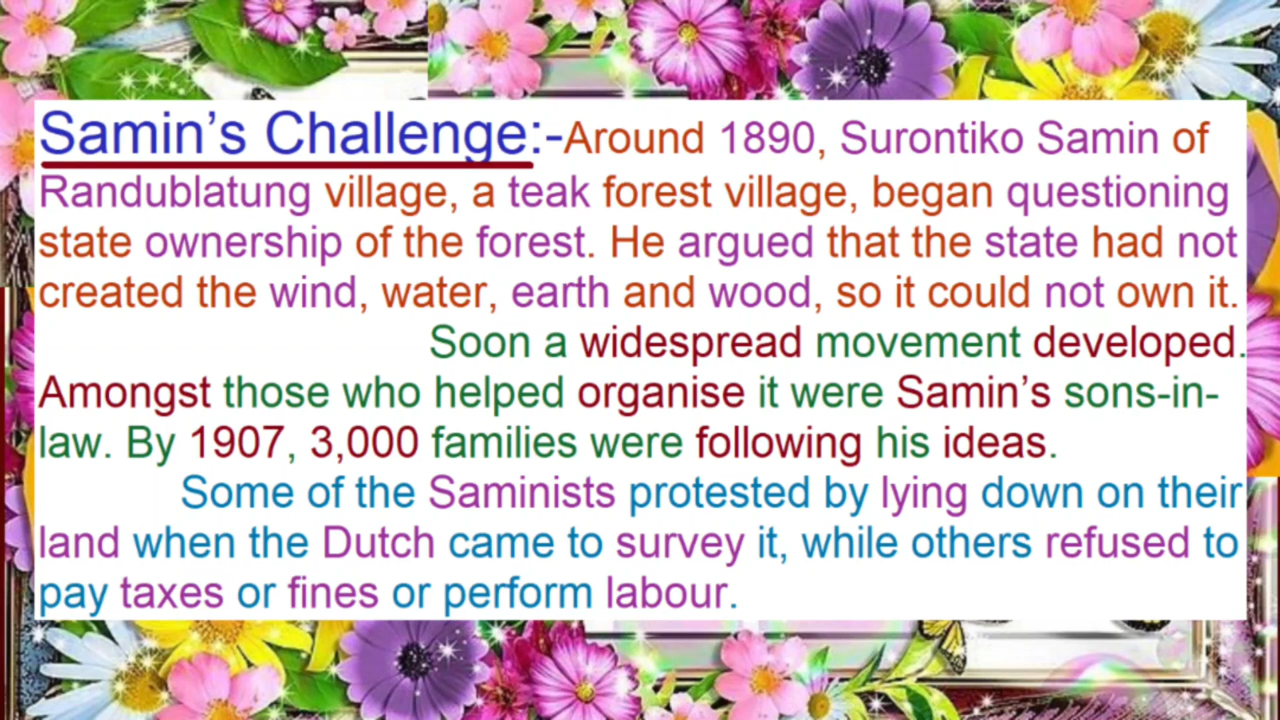 Samin’s Challenge:-Around 1890, Surontiko Samin of
Randublatung village, a teak forest village, began questioning
state ownership of the forest. He argued that the state had not
created the wind, water, earth and wood, so it could not own it.
Soon a widespread movement developed.
Amongst those who helped organise it were Samin’s sons-in-
law. By 1907, 3,000 families were following his ideas.
Some of the Saminists protested by lying down on their
land when the Dutch came to survey it, while others refused to
pay taxes or fines or perform labour.